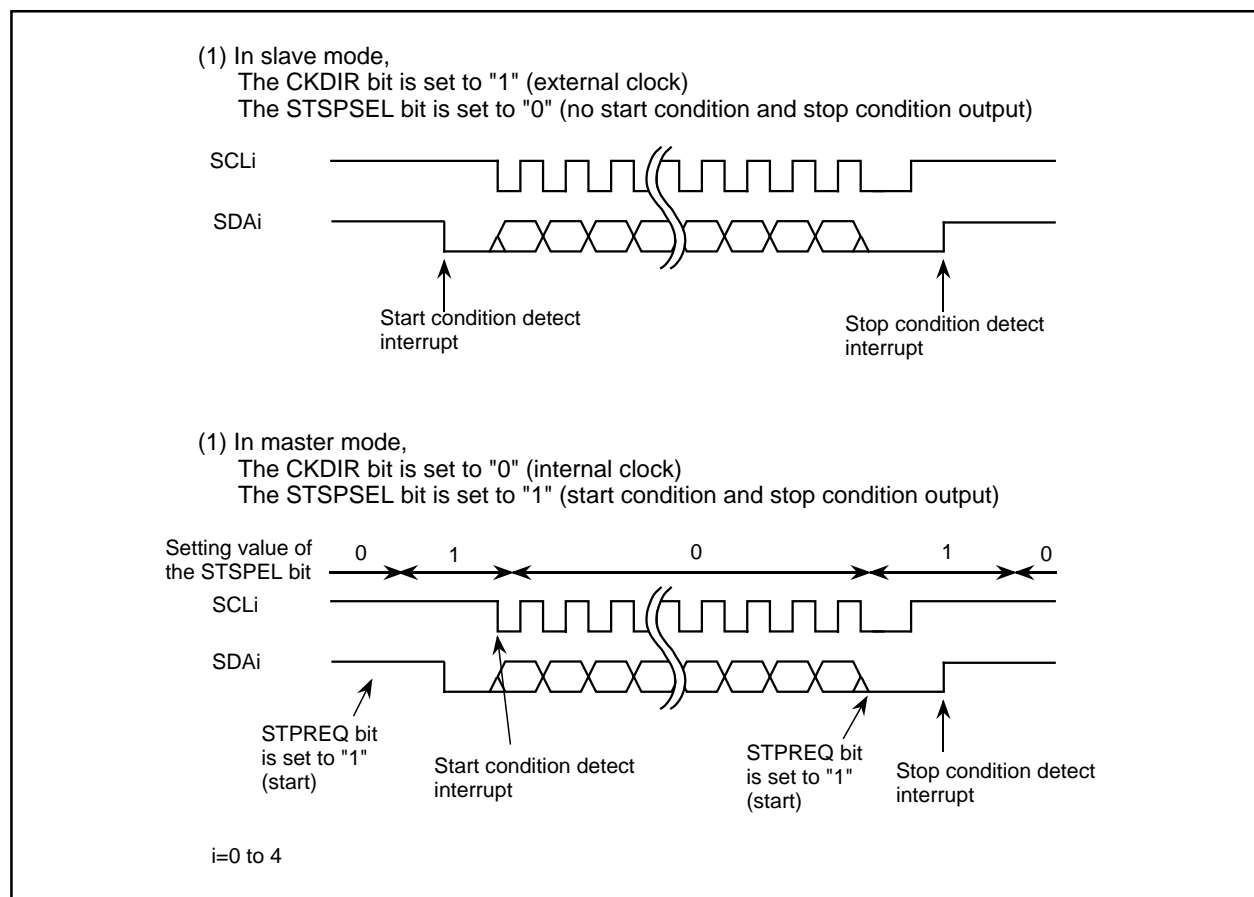 (1) In slave mode,
The CKDIR bit is set to "1" (external clock)
The STSPSEL bit is set to "0" (no start condition and stop condition output)
SCLi
SDAi
Start condition detect
interrupt
Stop condition detect
interrupt
(1) In master mode,
The CKDIR bit is set to "0" (internal clock)
The STSPSEL bit is set to "1" (start condition and stop condition output)
Setting value of
the STSPEL bit
0 1 0 1 0
SCLi
SDAi
STPREQ bit
is set to "1"
(start)
Start condition detect
interrupt
STPREQ bit
is set to "1"
(start)
Stop condition detect
interrupt
i=0 to 4